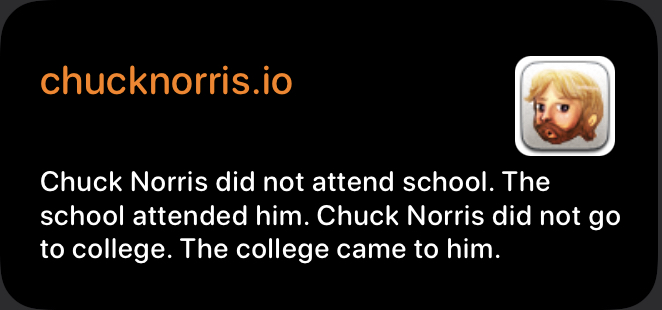 chucknorris.io
Chuck Norris did not attend school. The
school attended him. Chuck Norris did not go
to college. The college came to him.